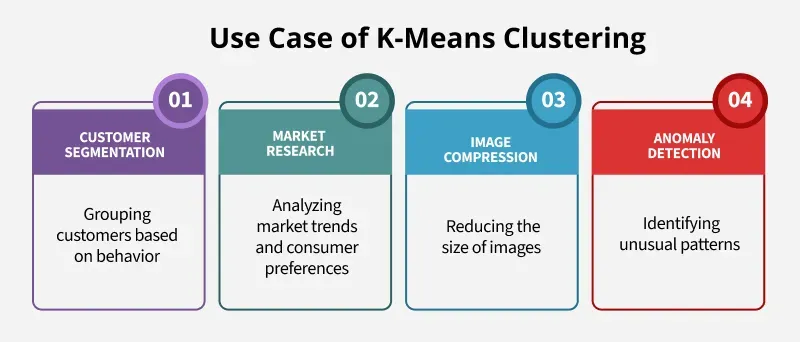 Use Case of K-Means Clustering
01
CUSTOMER
SEGMENTATION
Grouping
customers based
on behavior
02
MARKET
RESEARCH
Analyzing
market trends
and consumer
preferences
03
IMAGE
COMPRESSION
Reducing the
size of images
04
ANOMALY
DETECTION
Identifying
unusual patterns